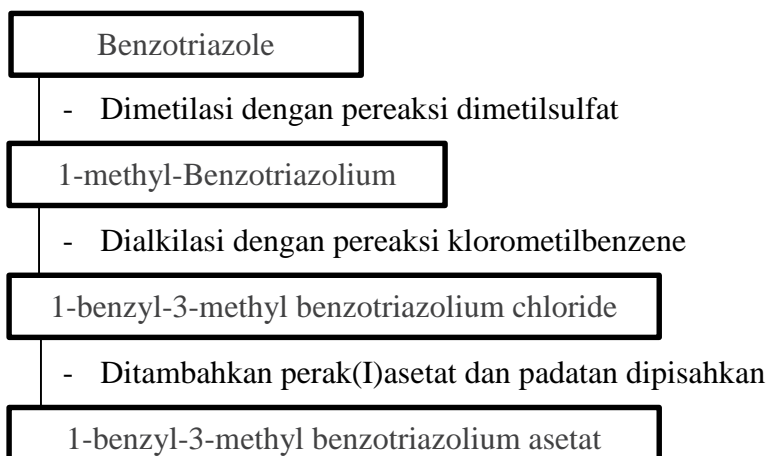 Benzotriazole
- Dimetilasi dengan pereaksi dimetilsulfat
1-methyl-Benzotriazolium
- Dialkilasi dengan pereaksi klorometilbenzene
1-benzyl-3-methyl benzotriazolium chloride
- Ditambahkan perak(I)asetat dan padatan dipisahkan
1-benzyl-3-methyl benzotriazolium asetat